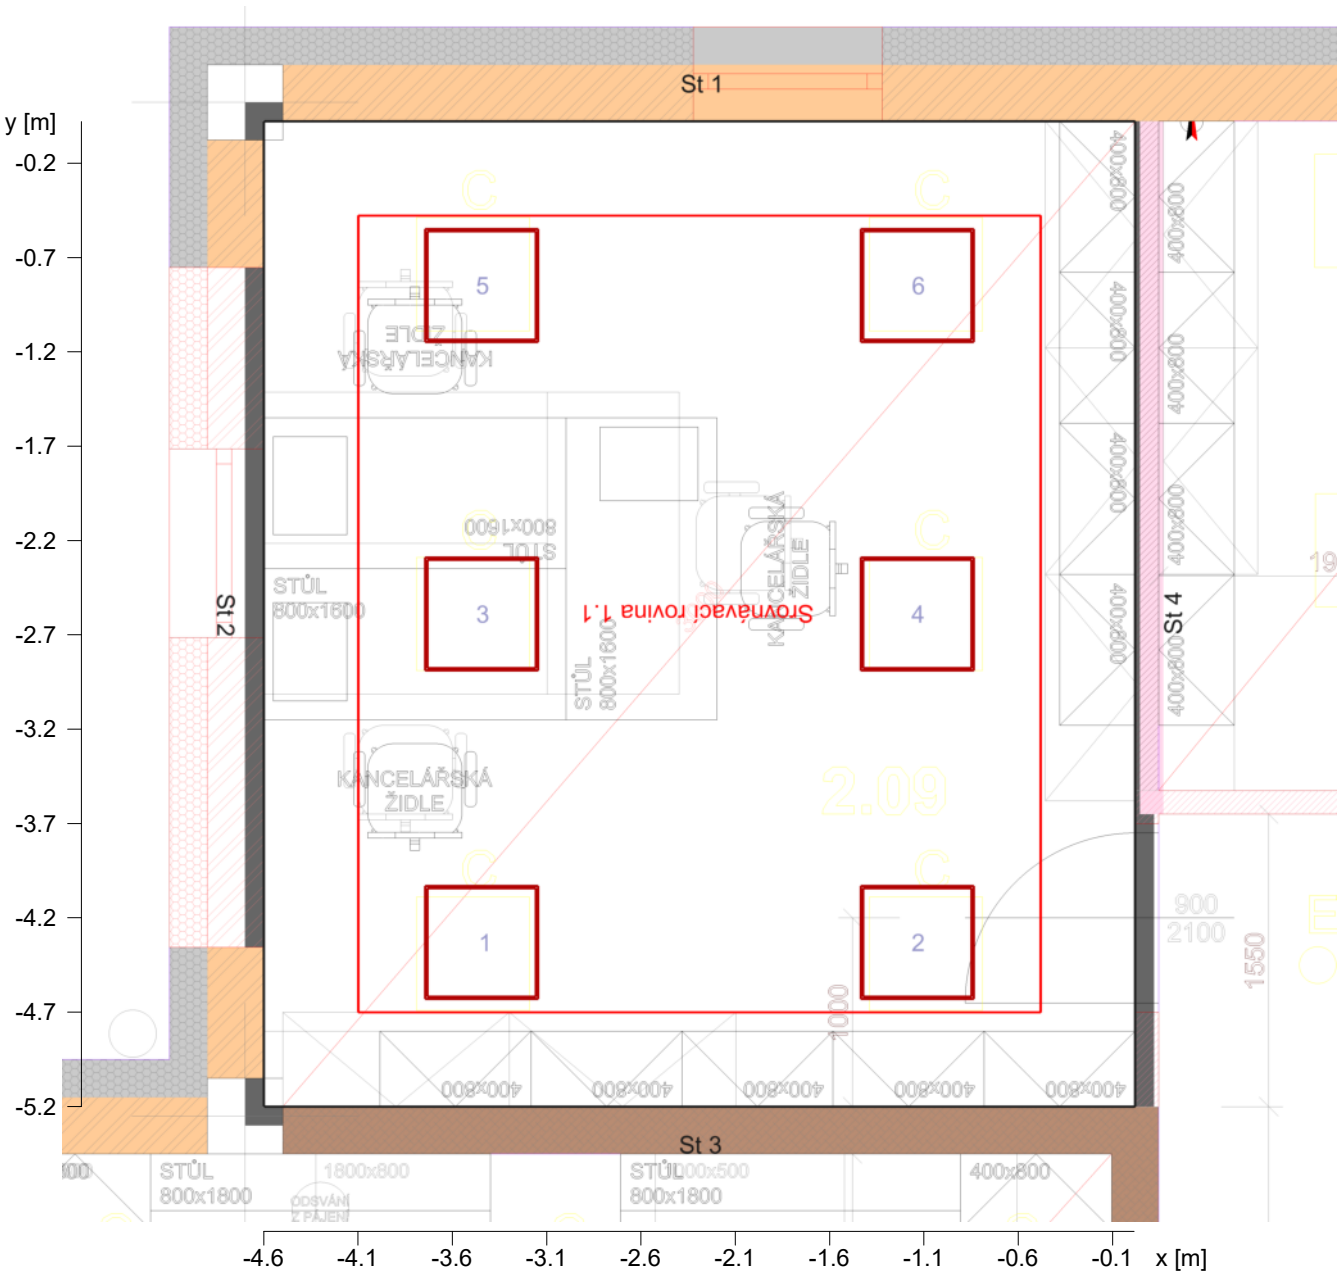 St 1
y [m]
-0.2
-0.7
-1.2
-1.7
-2.2
-2.7
-3.2
-3.7
-4.2
-4.7
-5.2
C
C
5
6
KANCELÁŘSKÁ
ŽIDLE
400x800
400x800
400x800
400x800
400x800
400x800
400x800
400x800
STŮL
800x1600
C
C
STŮL
800x1600
3
4
KANCELÁŘSKÁ
ŽIDLE
Srovnávací rovina 1.1
STŮL
800x1600
St 2
St 4
19
KANCELÁŘSKÁ
ŽIDLE
2.09
C
C
1
2
900
2100
1550
1000
E
400x800
400x800
400x800
400x800
400x800
St 3
STŮL
800x1800
1800x800
ODSVÁNÍ
Z PÁJENÍ
STŮL
800x1800
400x800
-4.6
-4.1
-3.6
-3.1
-2.6
-2.1
-1.6
-1.1
-0.6
-0.1
x [m]